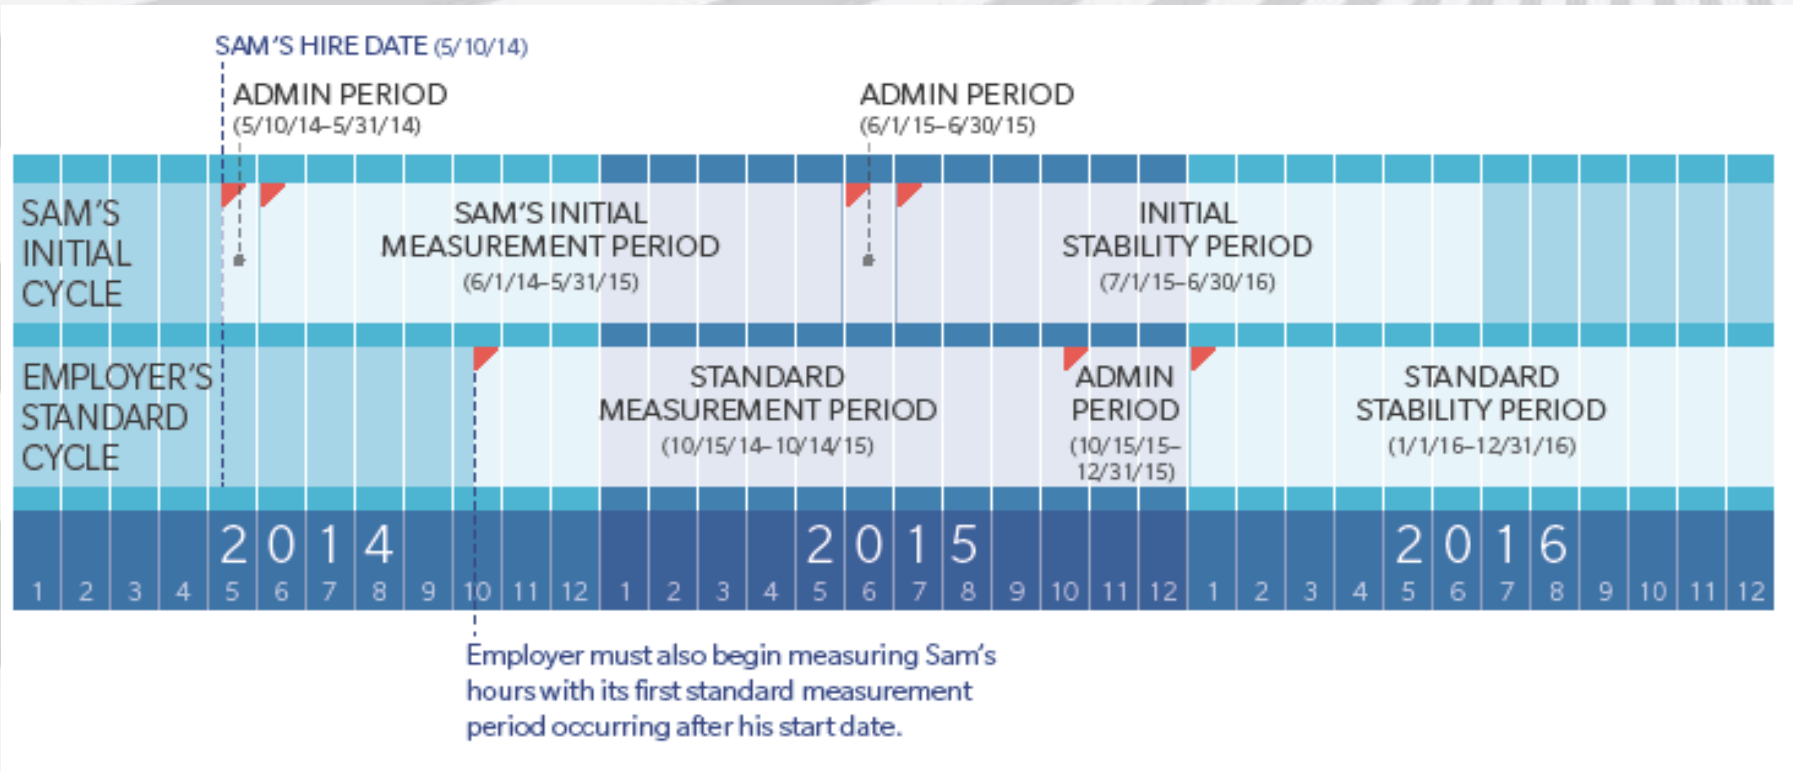 SAM'S HIRE DATE (5/10/14)
ADMIN PERIOD
(5/10/14–5/31/14)
ADMIN PERIOD
(6/1/15–6/30/15)
SAM'S
INITIAL
CYCLE
SAM'S INITIAL
MEASUREMENT PERIOD
(6/1/14–5/31/15)
INITIAL
STABILITY PERIOD
(7/1/15–6/30/16)
EMPLOYER'S
STANDARD
CYCLE
STANDARD
MEASUREMENT PERIOD
(10/15/14–10/14/15)
ADMIN
PERIOD
(10/15/15–
12/31/15)
STANDARD
STABILITY PERIOD
(1/1/16–12/31/16)
2014 2015 2016
1 2 3 4 5 6 7 8 9 10 11 12 1 2 3 4 5 6 7 8 9 10 11 12 1 2 3 4 5 6 7 8 9 10 11 12
Employer must also begin measuring Sam's
hours with its first standard measurement
period occurring after his start date.